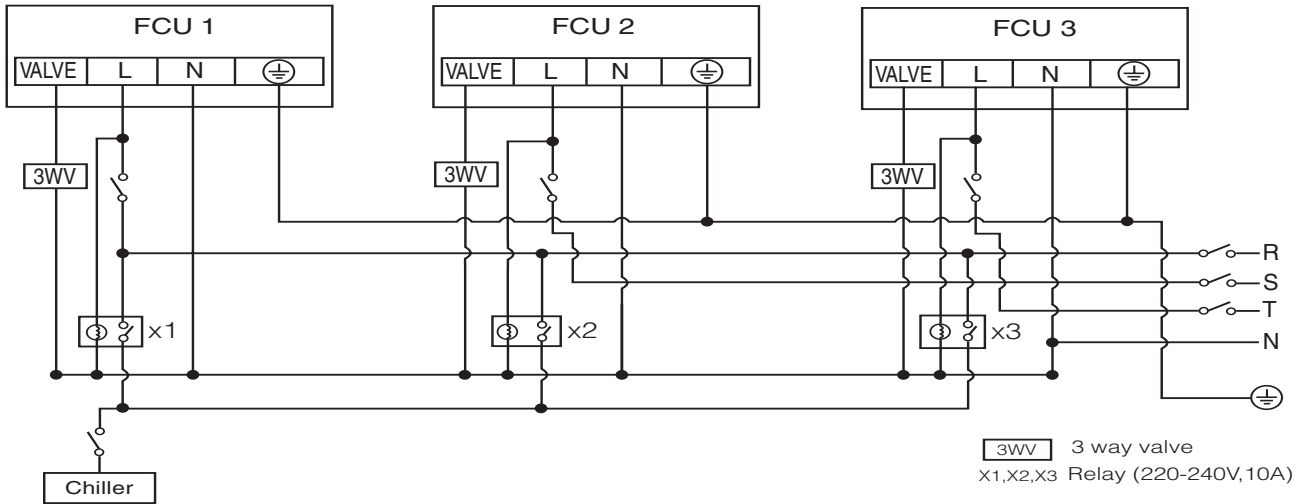 FCU 1
VALVE L N
FCU 2
VALVE L N
FCU 3
VALVE L N
3WV
3WV
3WV
R
S
T
N
x1
x2
x3
Chiller
3WV 3 way valve
X1,X2,X3 Relay (220-240V,10A)